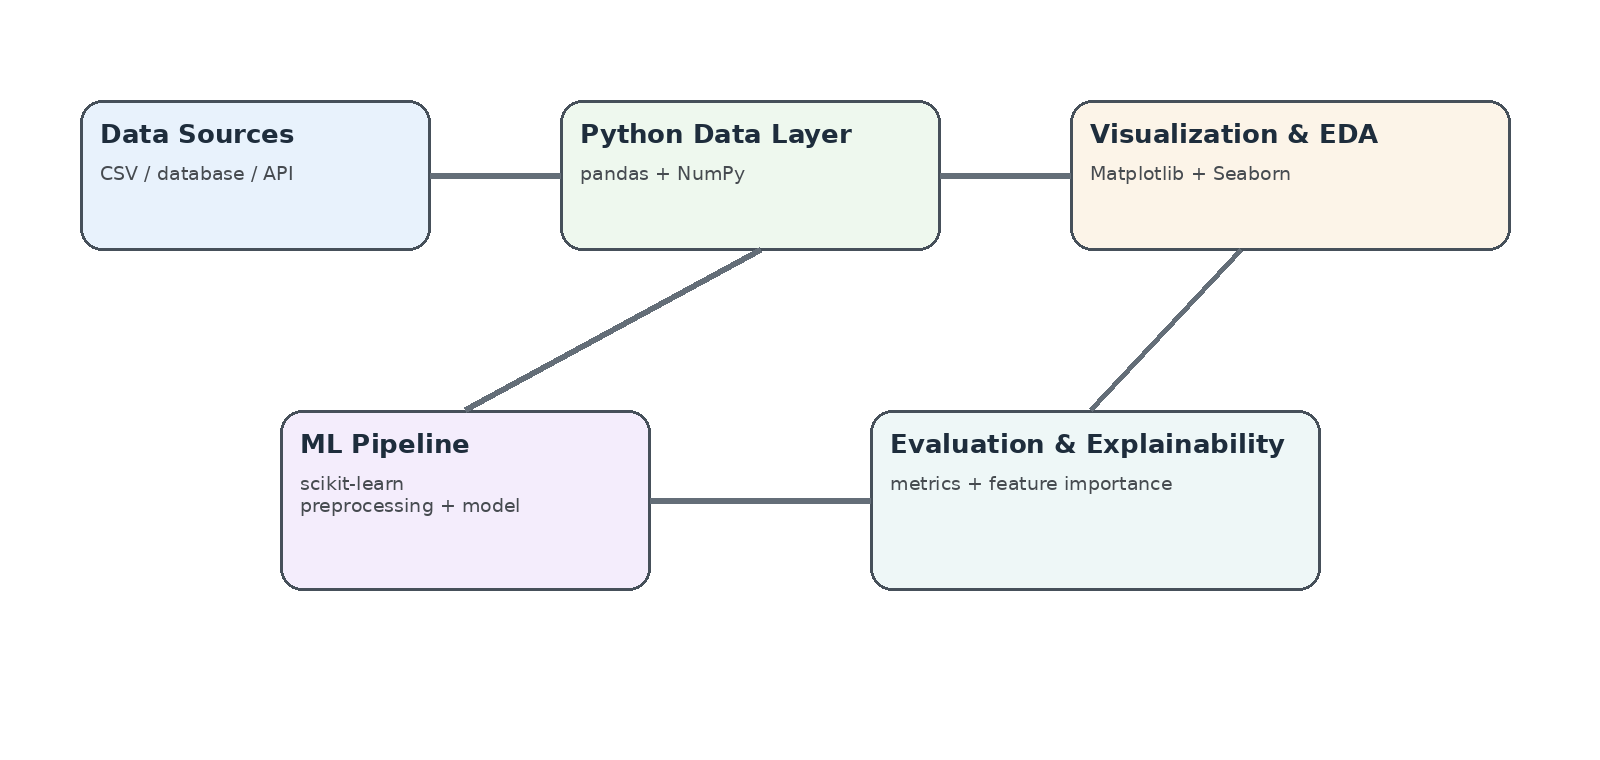 Data Sources
CSV / database / API
Python Data Layer
pandas + NumPy
Visualization & EDA
Matplotlib + Seaborn
ML Pipeline
scikit-learn
preprocessing + model
Evaluation & Explainability
metrics + feature importance